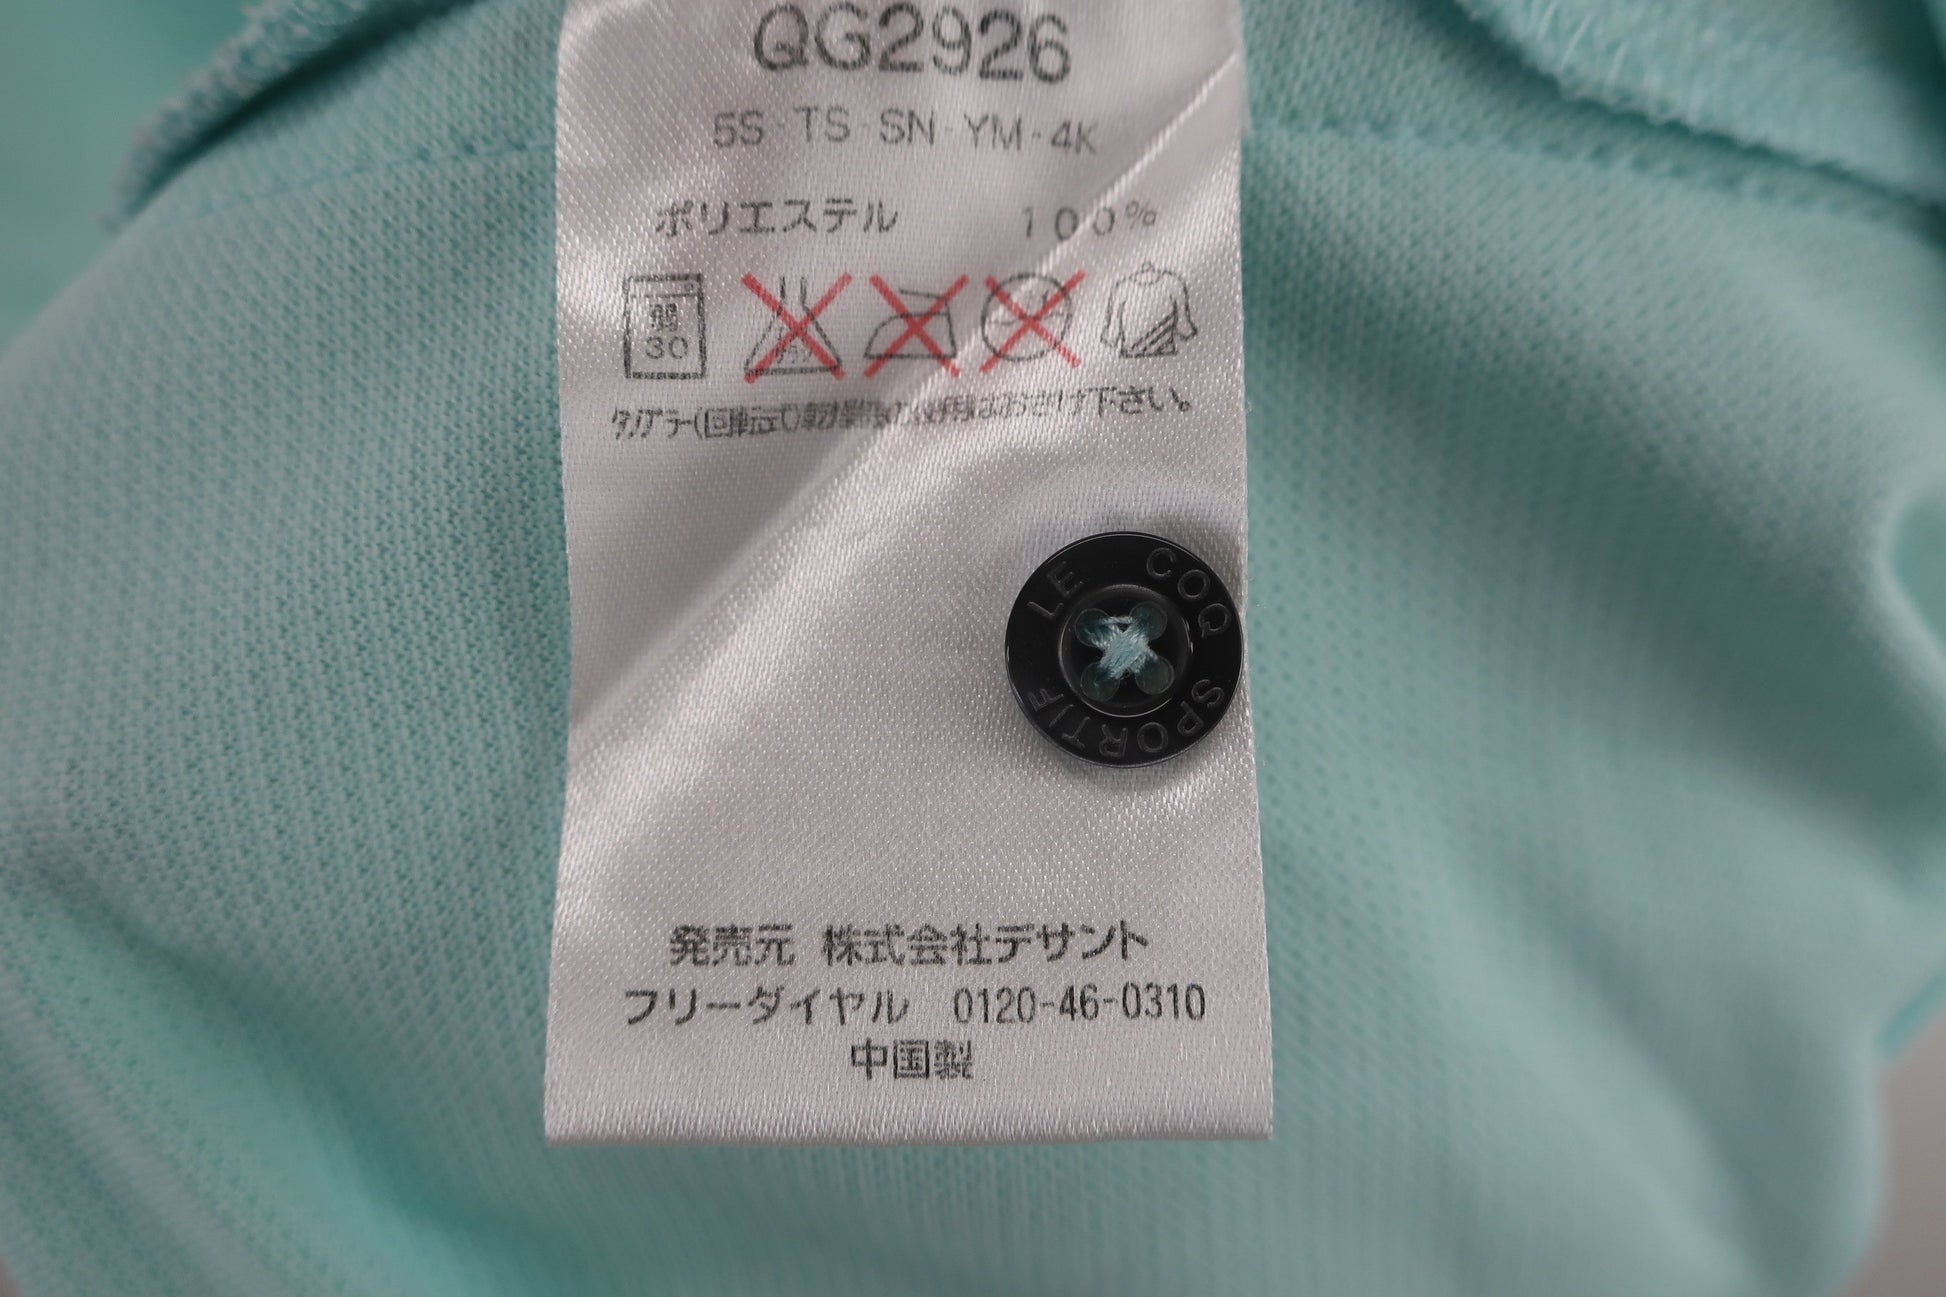 QG2926
5S·TS·SN·YM·4K
ポリエステル 100%
弱
30
タンブラー(回転式)乾燥機の使用はおさけ下さい。
LE COQ SPORTIF
発売元 株式会社デサント
フリーダイヤル 0120-46-0310
中国製